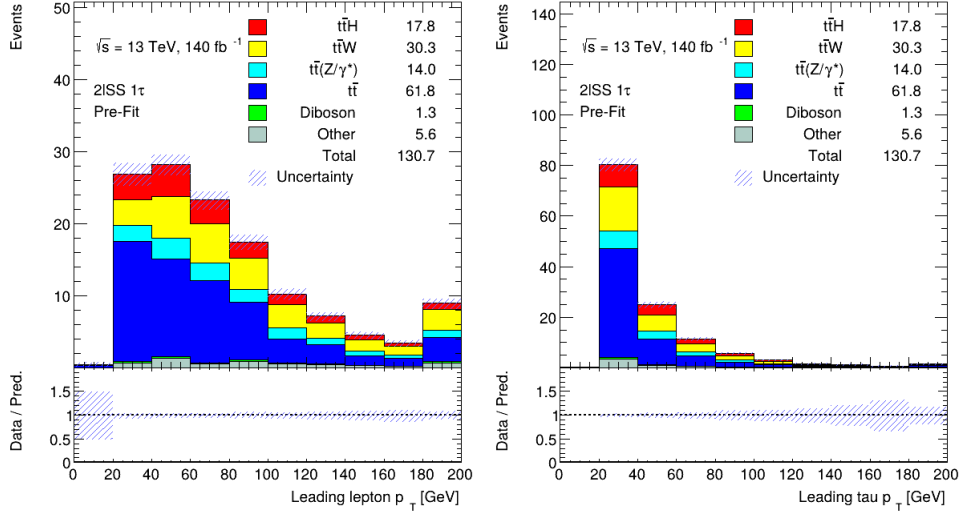 Events
50
40
30
20
10
√s = 13 TeV, 140 fb⁻¹
2lSS 1τ
Pre-Fit
tt̄H 17.8
tt̄W 30.3
tt̄(Z/γ*) 14.0
tt̄ 61.8
Diboson 1.3
Other 5.6
Total 130.7
Uncertainty
Data / Pred.
1.5
1
0.5
0
0 20 40 60 80 100 120 140 160 180 200
Leading lepton p_T [GeV]
Events
140
120
100
80
60
40
20
√s = 13 TeV, 140 fb⁻¹
2lSS 1τ
Pre-Fit
tt̄H 17.8
tt̄W 30.3
tt̄(Z/γ*) 14.0
tt̄ 61.8
Diboson 1.3
Other 5.6
Total 130.7
Uncertainty
Data / Pred.
1.5
1
0.5
0
0 20 40 60 80 100 120 140 160 180 200
Leading tau p_T [GeV]